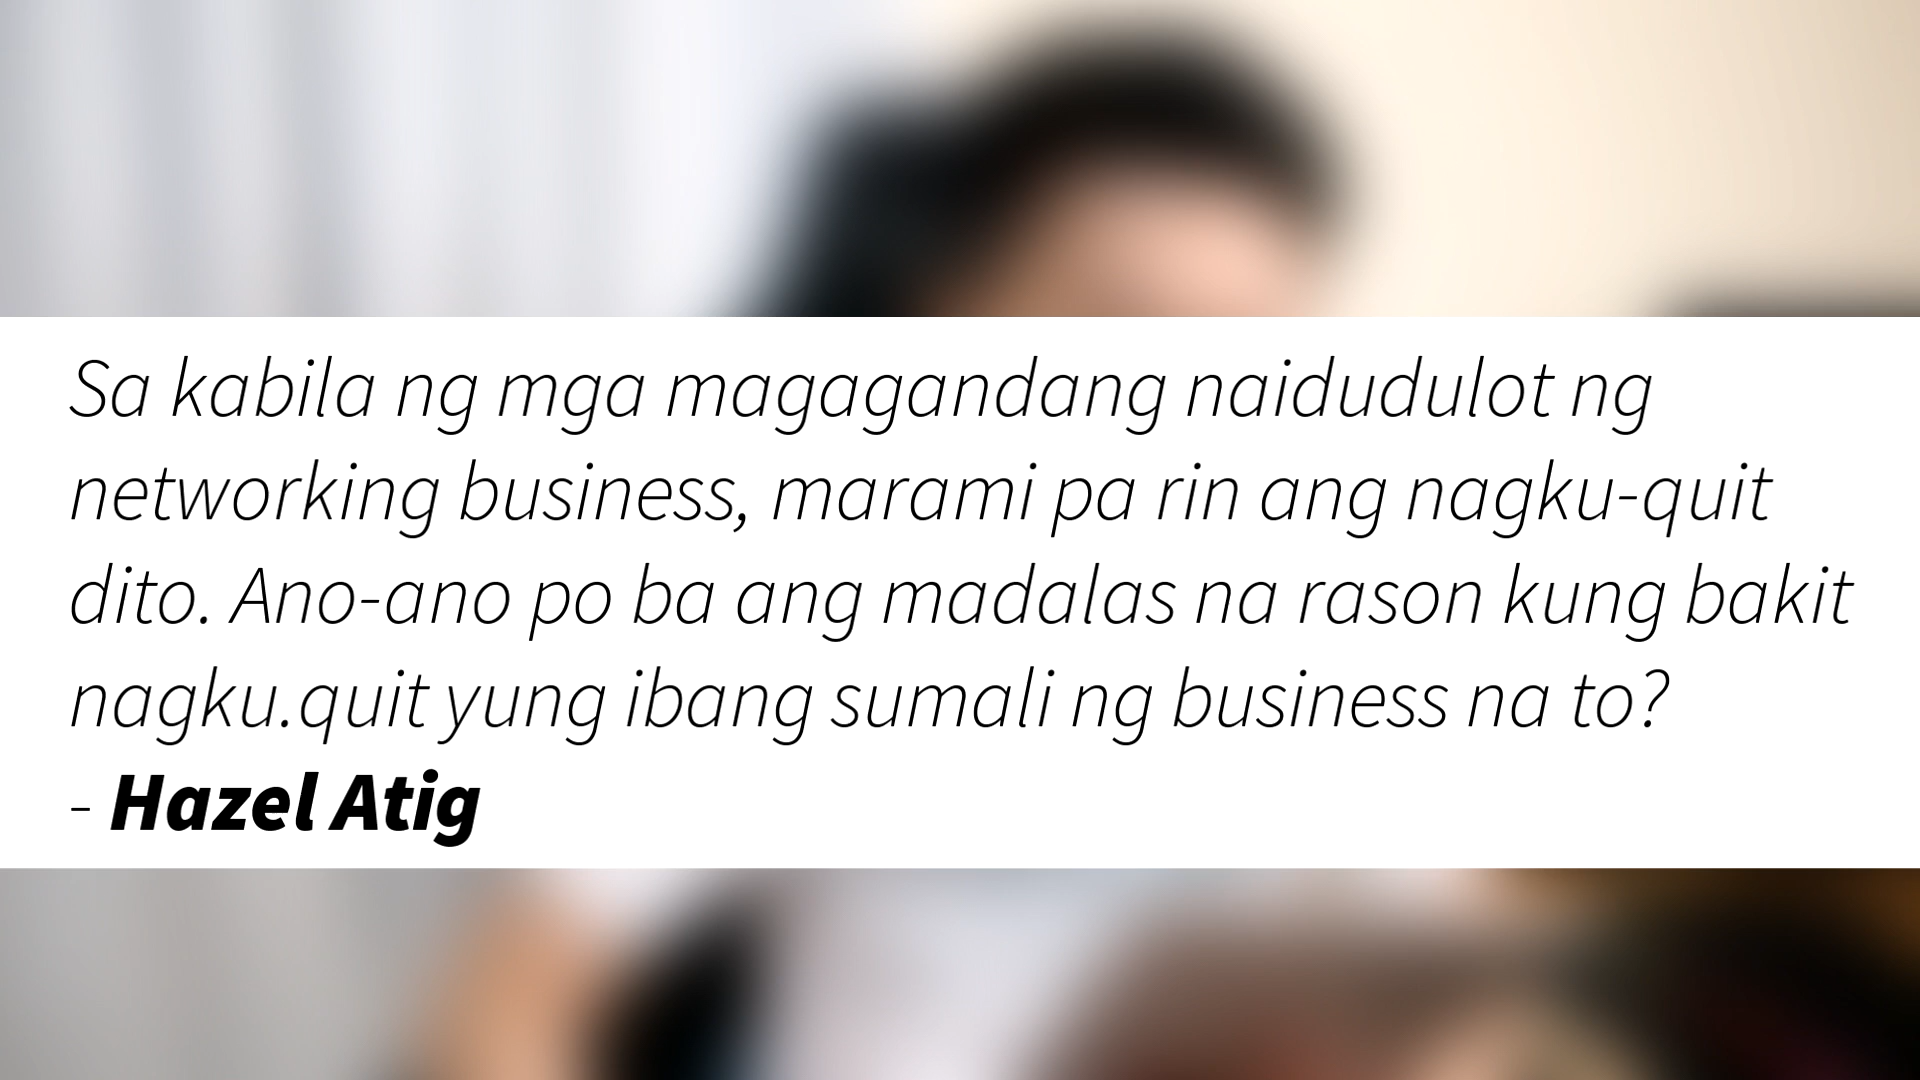 Sa kabila ng mga magagandang naidudulot ng
networking business, marami pa rin ang nagku-quit
dito. Ano-ano po ba ang madalas na rason kung bakit
nagku.quit yung ibang sumali ng business na to?
- Hazel Atig